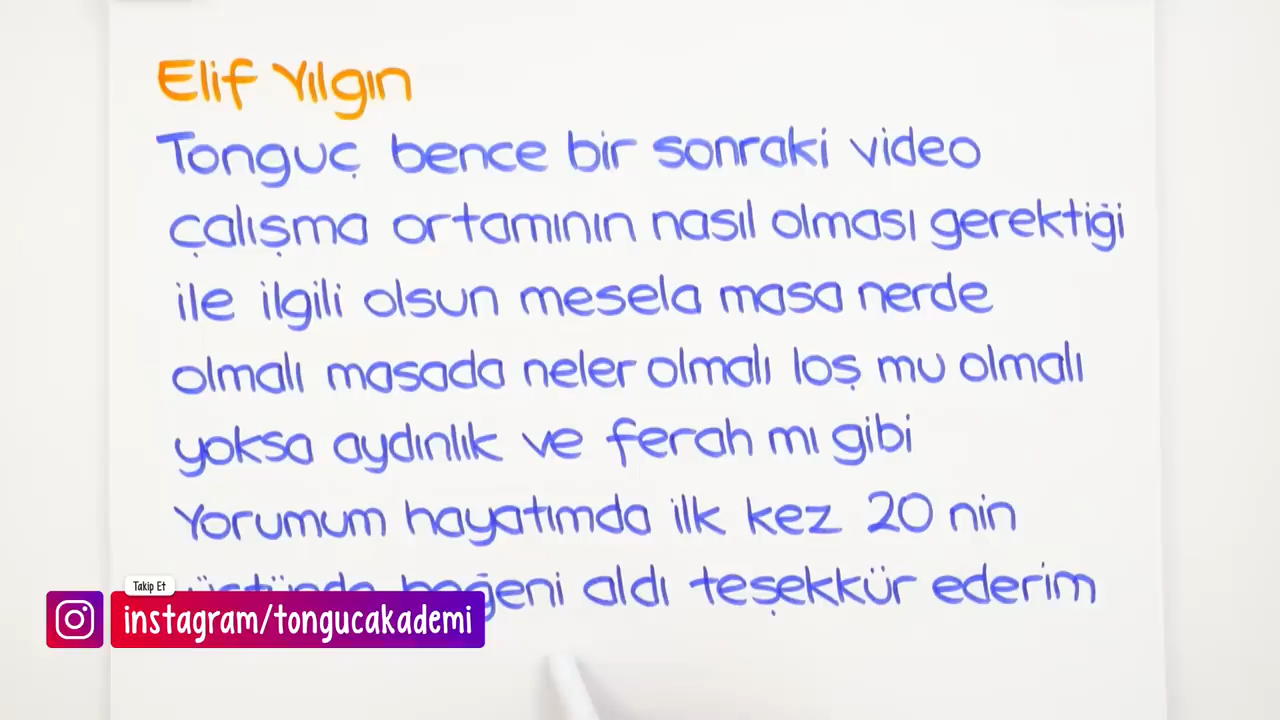 Elif Yılgın
Tonguç bence bir sonraki video
çalışma ortamının nasıl olması gerektiği
ile ilgili olsun mesela masa nerde
olmalı masada neler olmalı loş mu olmalı
yoksa aydınlık ve ferah mı gibi
Yorumum hayatımda ilk kez 20 nin
üstünde beğeni aldı teşekkür ederim
Takip Et
instagram/tongucakademi